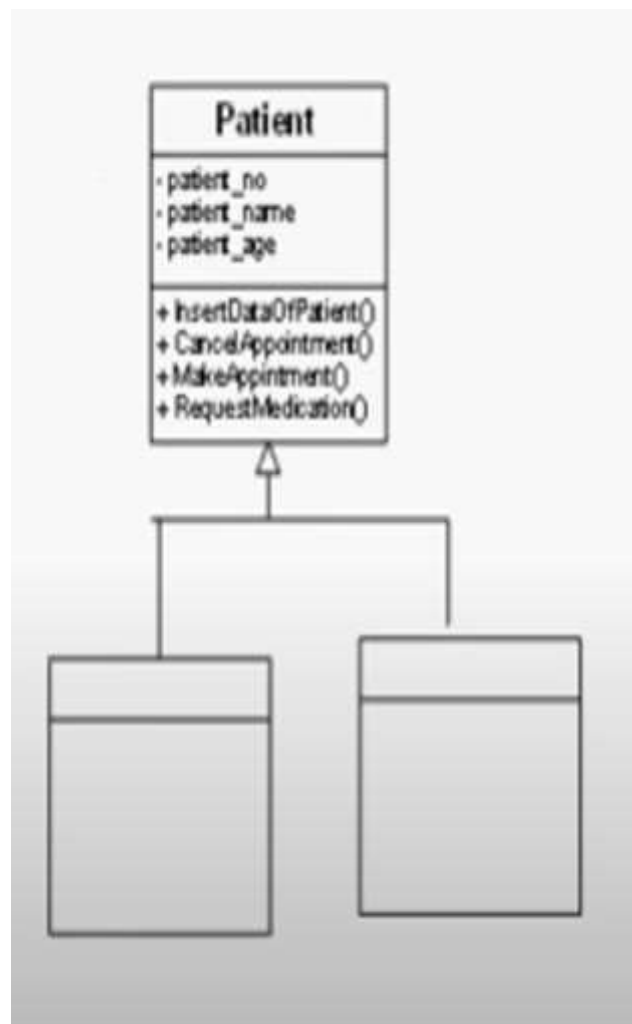 Patient
- patient_no
- patient_name
- patient_age
+ InsertDataOfPatient()
+ CancelAppointment()
+ MakeAppintment()
+ RequestMedication()